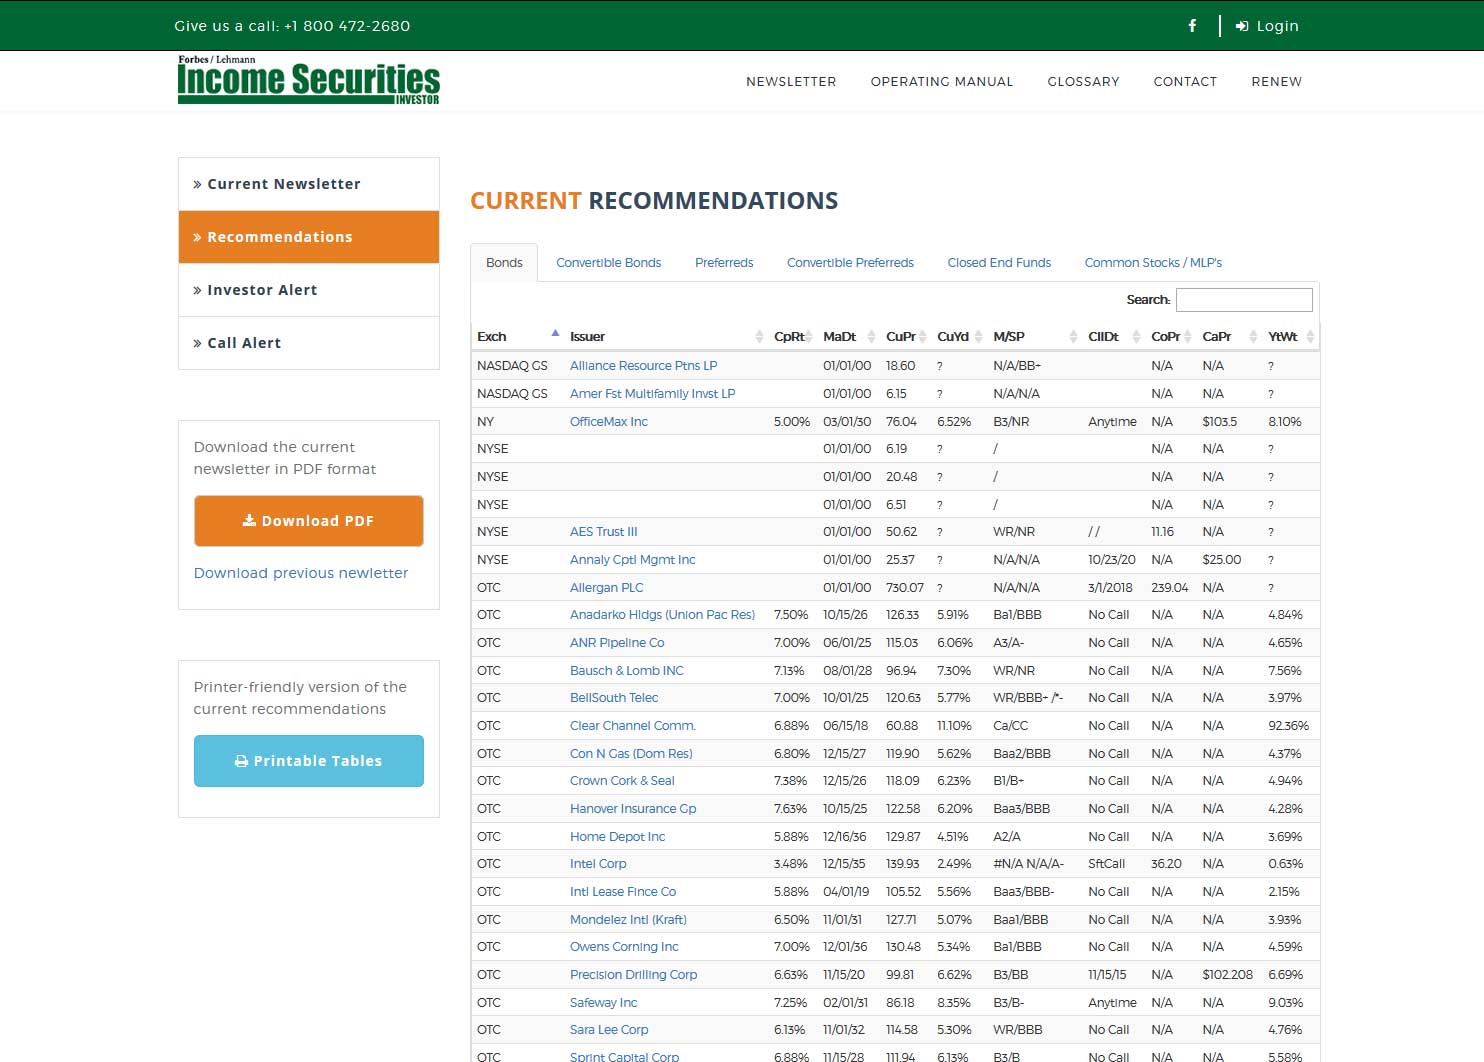 Give us a call: +1 800 472-2680
Login
Forbes / Lehmann
Income Securities
INVESTOR
NEWSLETTER OPERATING MANUAL GLOSSARY CONTACT RENEW
» Current Newsletter
» Recommendations
» Investor Alert
» Call Alert
Download the current
newsletter in PDF format
Download PDF
Download previous newletter
Printer-friendly version of the
current recommendations
Printable Tables
CURRENT RECOMMENDATIONS
Bonds Convertible Bonds Preferreds Convertible Preferreds Closed End Funds Common Stocks / MLP's
Search:
Exch Issuer CpRt MaDt CuPr CuYd M/SP CllDt CoPr CaPr YtWt
NASDAQ GS Alliance Resource Ptns LP 01/01/00 18.60 ? N/A/BB+ N/A N/A ?
NASDAQ GS Amer Fst Multifamily Invst LP 01/01/00 6.15 ? N/A/N/A N/A N/A ?
NY OfficeMax Inc 5.00% 03/01/30 76.04 6.52% B3/NR Anytime N/A $103.5 8.10%
NYSE 01/01/00 6.19 ? / N/A N/A ?
NYSE 01/01/00 20.48 ? / N/A N/A ?
NYSE 01/01/00 6.51 ? / N/A N/A ?
NYSE AES Trust III 01/01/00 50.62 ? WR/NR / / 11.16 N/A ?
NYSE Annaly Cptl Mgmt Inc 01/01/00 25.37 ? N/A/N/A 10/23/20 N/A $25.00 ?
OTC Allergan PLC 01/01/00 730.07 ? N/A/N/A 3/1/2018 239.04 N/A ?
OTC Anadarko Hldgs (Union Pac Res) 7.50% 10/15/26 126.33 5.91% Ba1/BBB No Call N/A N/A 4.84%
OTC ANR Pipeline Co 7.00% 06/01/25 115.03 6.06% A3/A- No Call N/A N/A 4.65%
OTC Bausch & Lomb INC 7.13% 08/01/28 96.94 7.30% WR/NR No Call N/A N/A 7.56%
OTC BellSouth Telec 7.00% 10/01/25 120.63 5.77% WR/BBB+ /*- No Call N/A N/A 3.97%
OTC Clear Channel Comm. 6.88% 06/15/18 60.88 11.10% Ca/CC No Call N/A N/A 92.36%
OTC Con N Gas (Dom Res) 6.80% 12/15/27 119.90 5.62% Baa2/BBB No Call N/A N/A 4.37%
OTC Crown Cork & Seal 7.38% 12/15/26 118.09 6.23% B1/B+ No Call N/A N/A 4.94%
OTC Hanover Insurance Gp 7.63% 10/15/25 122.58 6.20% Baa3/BBB No Call N/A N/A 4.28%
OTC Home Depot Inc 5.88% 12/16/36 129.87 4.51% A2/A No Call N/A N/A 3.69%
OTC Intel Corp 3.48% 12/15/35 139.93 2.49% #N/A N/A/A- SftCall 36.20 N/A 0.63%
OTC Intl Lease Fince Co 5.88% 04/01/19 105.52 5.56% Baa3/BBB- No Call N/A N/A 2.15%
OTC Mondelez Intl (Kraft) 6.50% 11/01/31 127.71 5.07% Baa1/BBB No Call N/A N/A 3.93%
OTC Owens Corning Inc 7.00% 12/01/36 130.48 5.34% Ba1/BBB No Call N/A N/A 4.59%
OTC Precision Drilling Corp 6.63% 11/15/20 99.81 6.62% B3/BB 11/15/15 N/A $102.208 6.69%
OTC Safeway Inc 7.25% 02/01/31 86.18 8.35% B3/B- Anytime N/A N/A 9.03%
OTC Sara Lee Corp 6.13% 11/01/32 114.58 5.30% WR/BBB No Call N/A N/A 4.76%
OTC Sprint Capital Corp 6.88% 11/15/28 111.94 6.13% B3/B No Call N/A N/A 5.58%